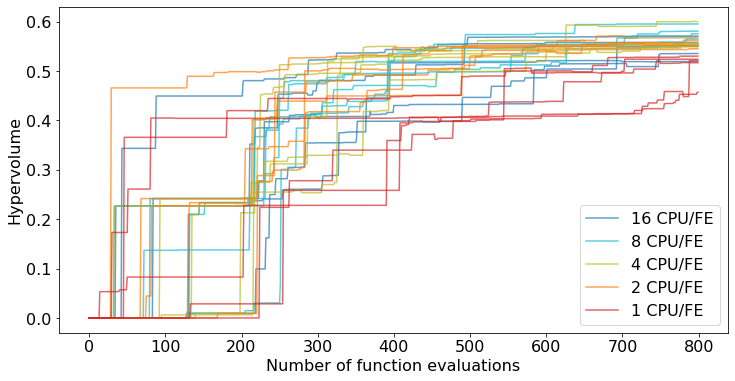 0.6
0.5
0.4
0.3
0.2
0.1
0.0
Hypervolume
16 CPU/FE
8 CPU/FE
4 CPU/FE
2 CPU/FE
1 CPU/FE
0 100 200 300 400 500 600 700 800
Number of function evaluations